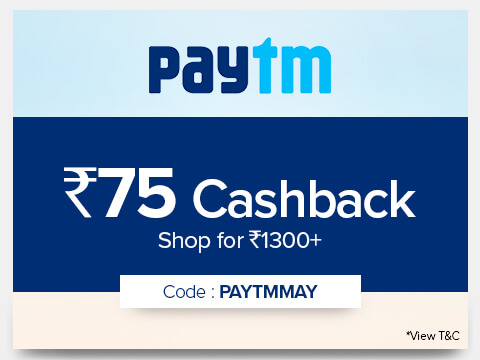 paytm
₹75 Cashback
Shop for ₹1300+
Code : PAYTMMAY
*View T&C